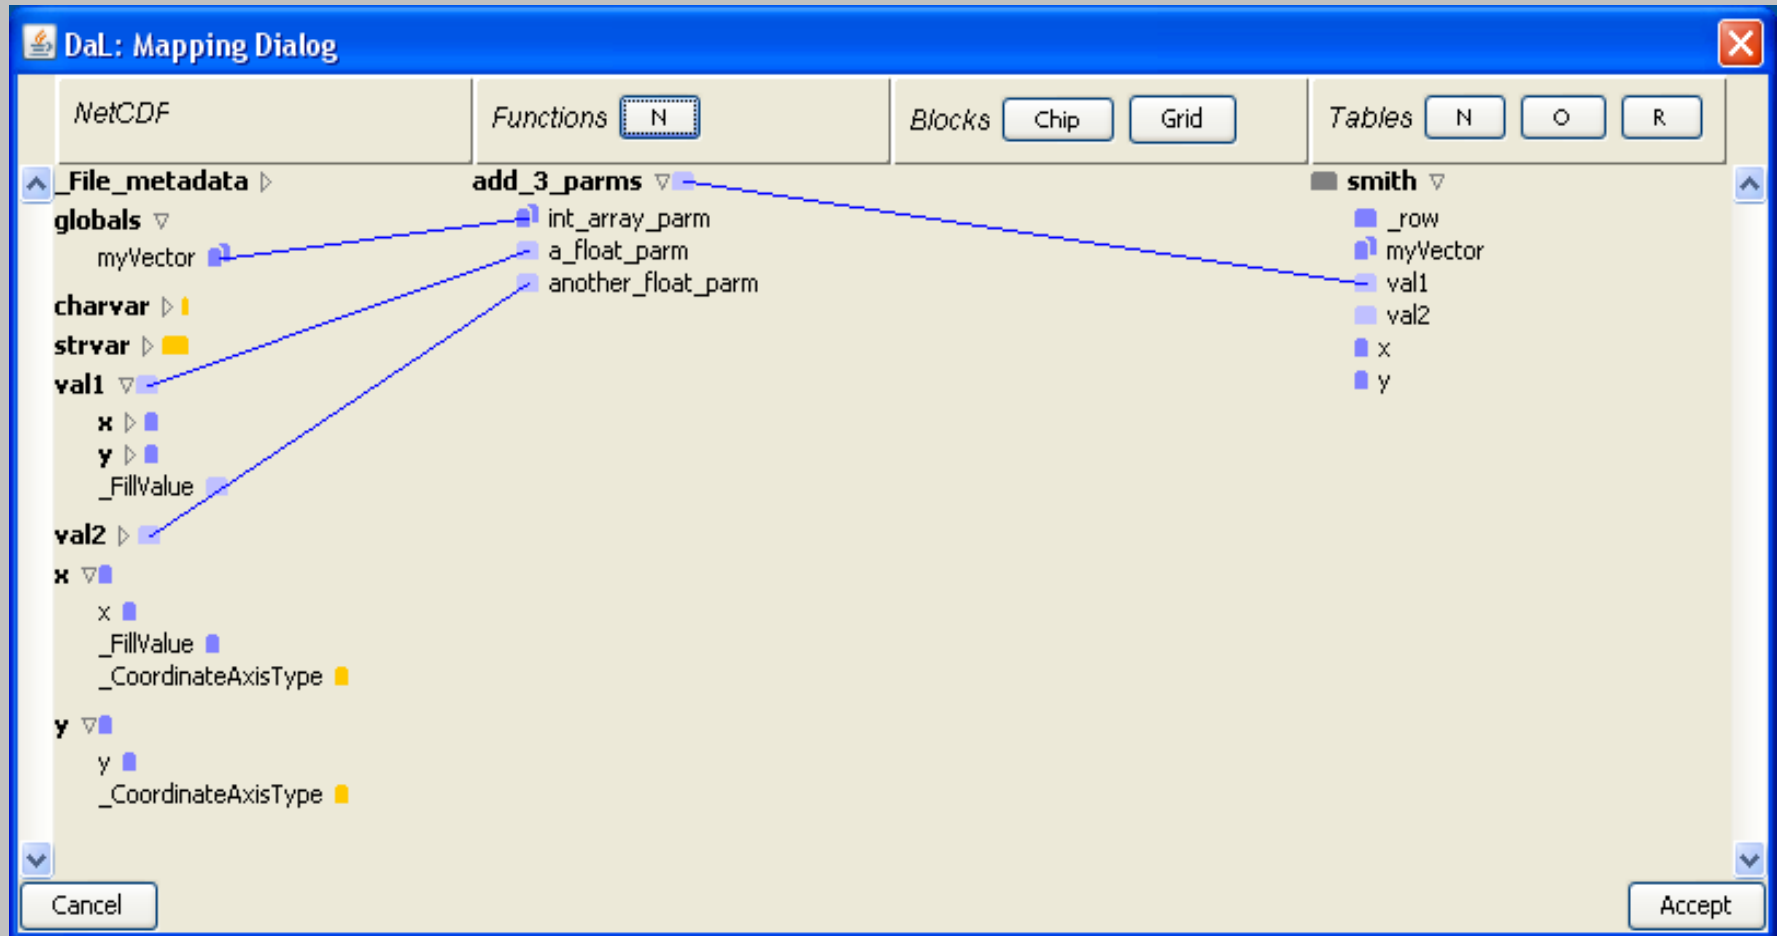 DaL: Mapping Dialog
NetCDF
Functions N
Blocks Chip Grid
Tables N O R
_File_metadata
globals
myVector
charvar
strvar
val1
x
y
_FillValue
val2
x
x
_FillValue
_CoordinateAxisType
y
y
_CoordinateAxisType
add_3_parms
int_array_parm
a_float_parm
another_float_parm
smith
_row
myVector
val1
val2
x
y
Cancel
Accept